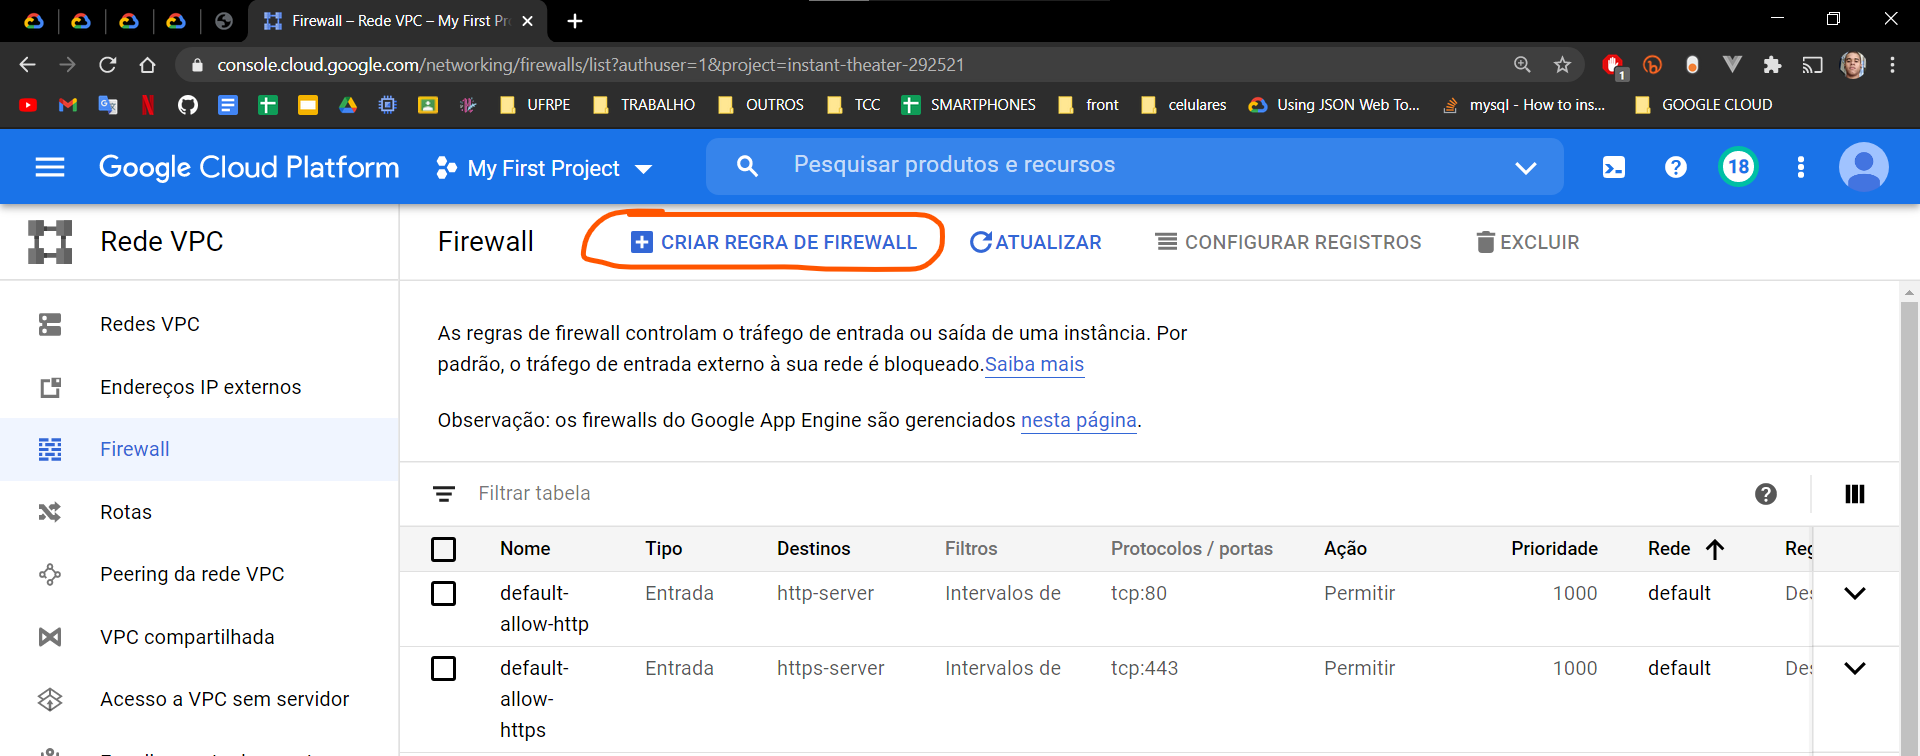 Firewall – Rede VPC – My First Pr
console.cloud.google.com/networking/firewalls/list?authuser=1&project=instant-theater-292521
1
UFRPE TRABALHO OUTROS TCC SMARTPHONES front celulares Using JSON Web To... mysql - How to ins... GOOGLE CLOUD
Google Cloud Platform My First Project Pesquisar produtos e recursos 18
Rede VPC
Firewall CRIAR REGRA DE FIREWALL ATUALIZAR CONFIGURAR REGISTROS EXCLUIR
Redes VPC
Endereços IP externos
Firewall
Rotas
Peering da rede VPC
VPC compartilhada
Acesso a VPC sem servidor
As regras de firewall controlam o tráfego de entrada ou saída de uma instância. Por
padrão, o tráfego de entrada externo à sua rede é bloqueado.Saiba mais
Observação: os firewalls do Google App Engine são gerenciados nesta página.
Filtrar tabela
Nome Tipo Destinos Filtros Protocolos / portas Ação Prioridade Rede Reg
default- Entrada http-server Intervalos de tcp:80 Permitir 1000 default Des
allow-http
default- Entrada https-server Intervalos de tcp:443 Permitir 1000 default Des
allow-
https